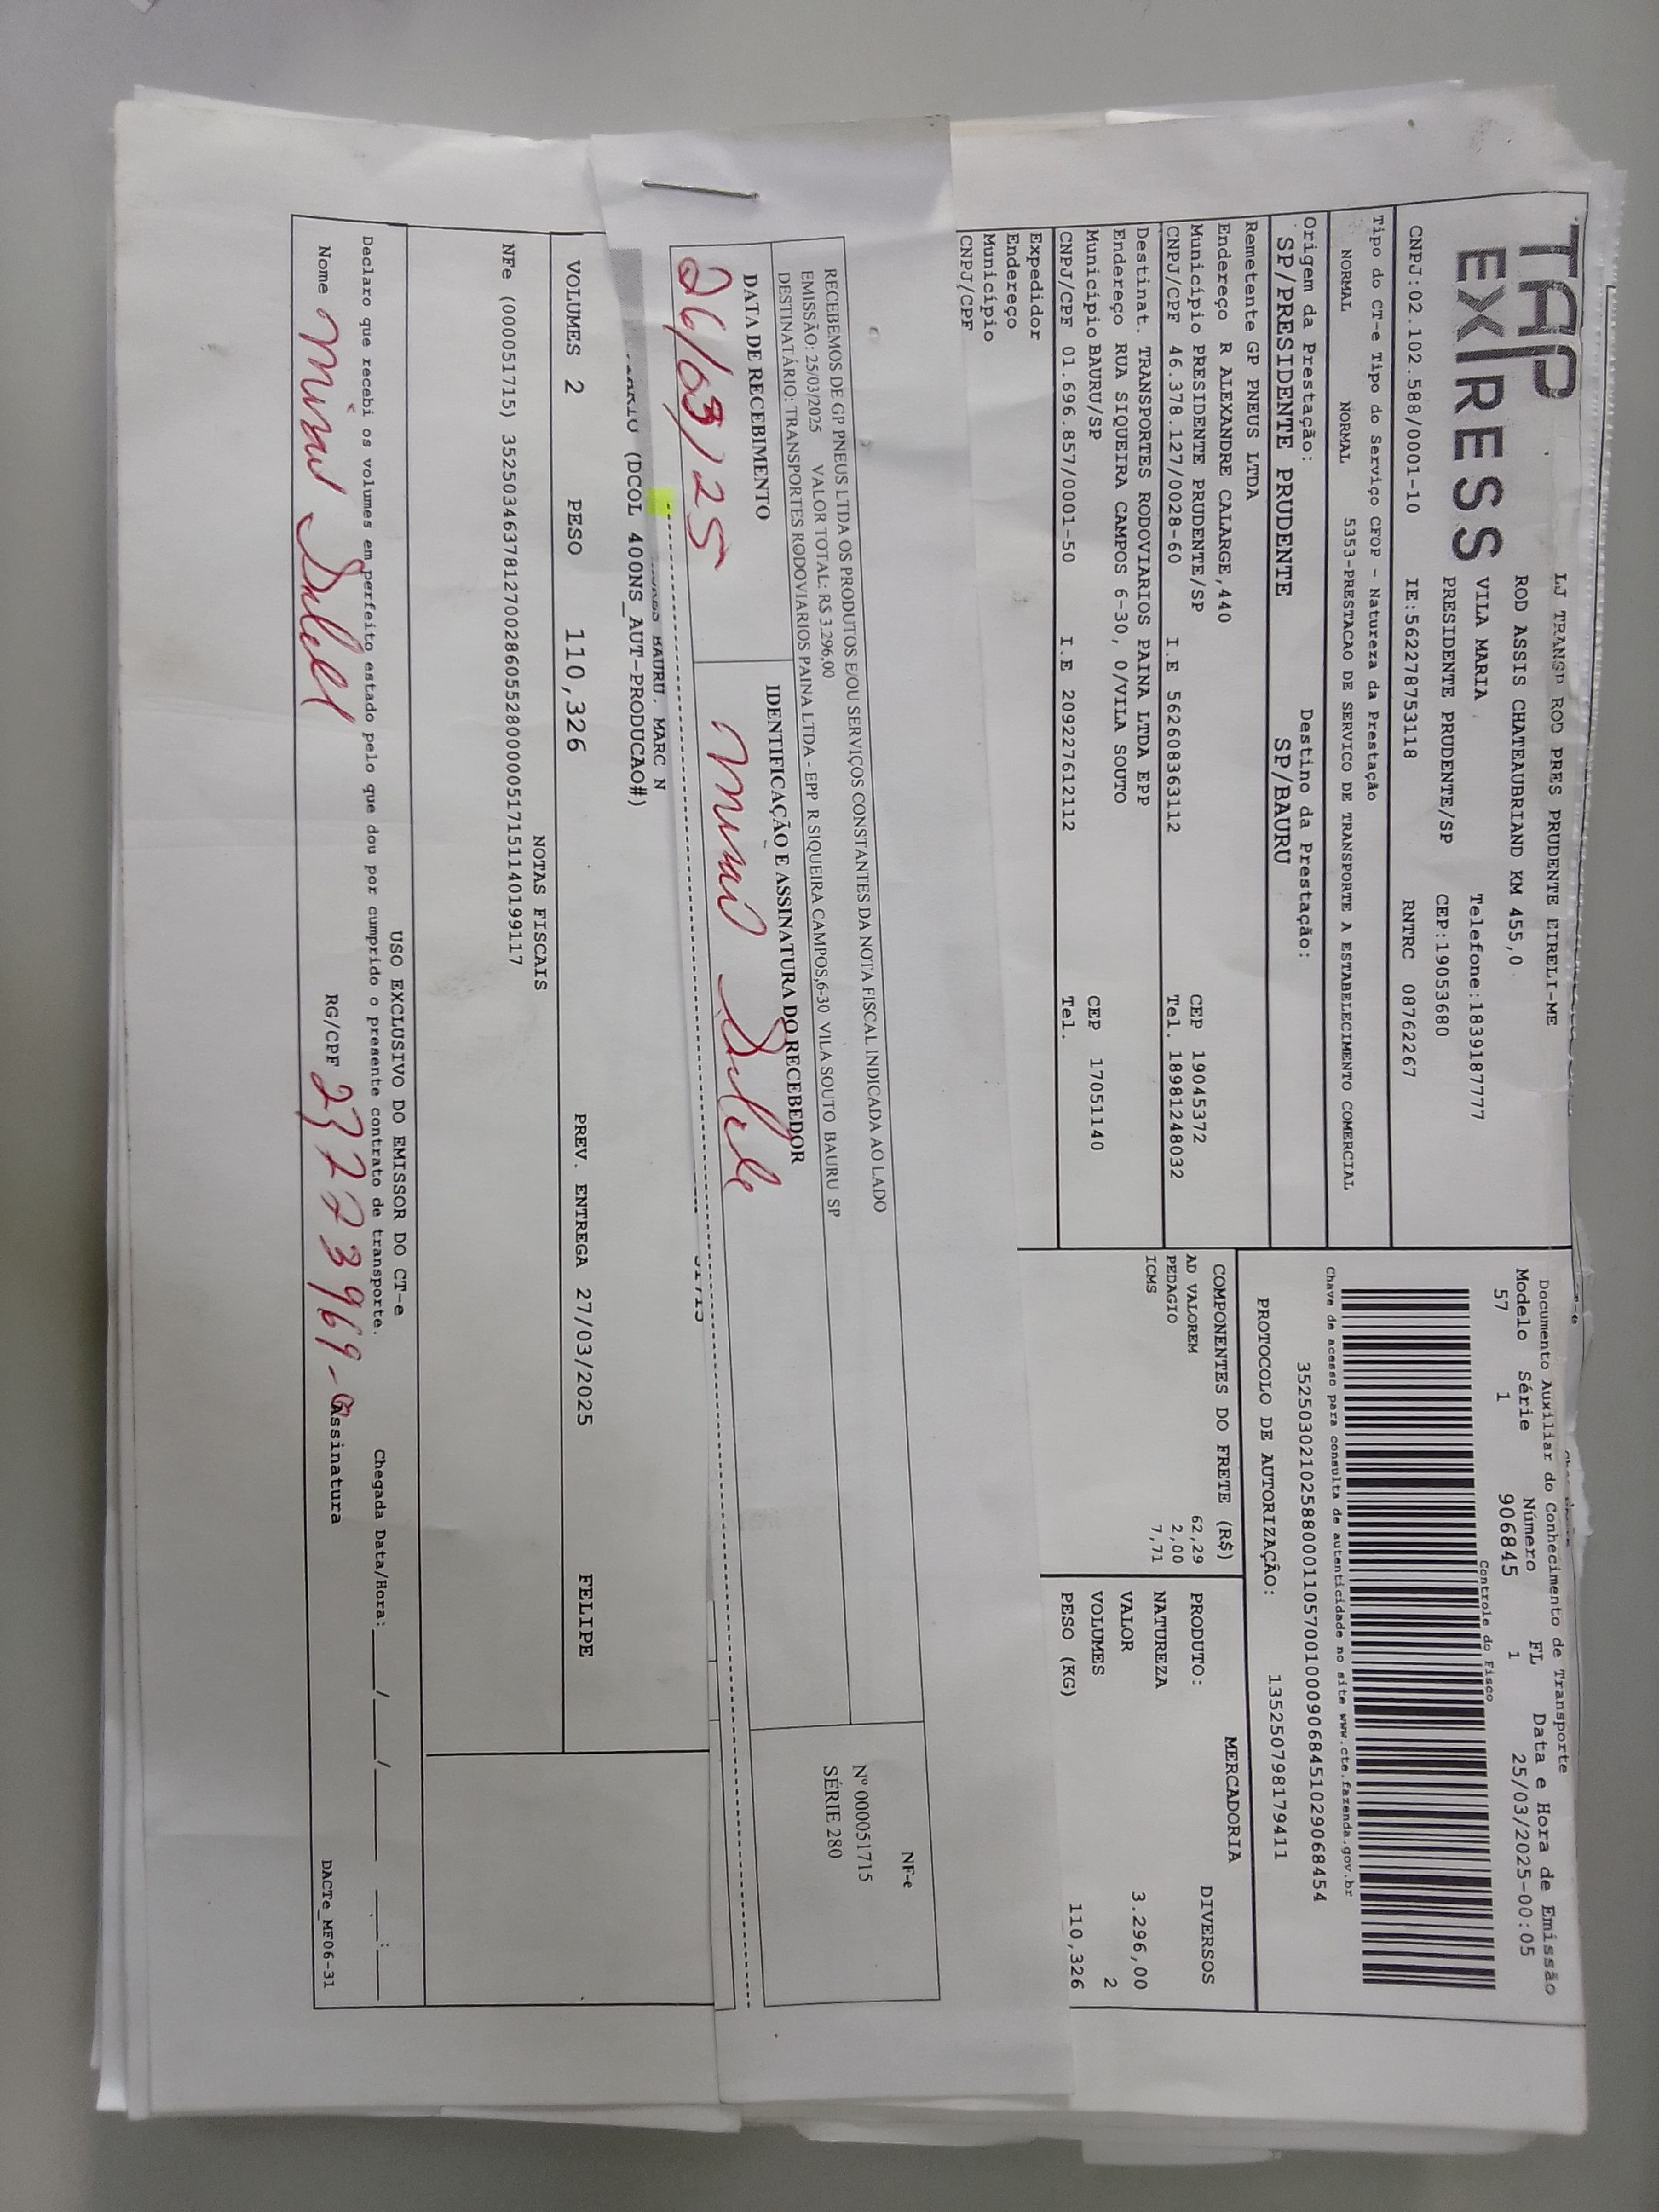 TAP
EXPRESS
LJ TRANSP ROD PRES PRUDENTE EIRELI-ME
ROD ASSIS CHATEAUBRIAND KM 455,0
VILA MARIA Telefone:1839187777
PRESIDENTE PRUDENTE/SP CEP:19053680
CNPJ:02.102.588/0001-10 IE:562278753118 RNTRC 08762267
Tipo do CT-e Tipo do Serviço CFOP - Natureza da Prestação
NORMAL NORMAL 5353-PRESTACAO DE SERVICO DE TRANSPORTE A ESTABELECIMENTO COMERCIAL
Origem da Prestação: Destino da Prestação:
SP/PRESIDENTE PRUDENTE SP/BAURU
Remetente GP PNEUS LTDA
Endereço R ALEXANDRE CALARGE,440
Município PRESIDENTE PRUDENTE/SP CEP 19045372
CNPJ/CPF 46.378.127/0028-60 I.E 562608363112 Tel. 18981248032
Destinat. TRANSPORTES RODOVIARIOS PAINA LTDA EPP
Endereço RUA SIQUEIRA CAMPOS 6-30, 0/VILA SOUTO
Município BAURU/SP CEP 17051140
CNPJ/CPF 01.696.857/0001-50 I.E 209227612112 Tel.
Expedidor
Endereço
Município
CNPJ/CPF
Documento Auxiliar do Conhecimento de Transporte
Modelo Série Número FL Data e Hora de Emissão
57 1 906845 1 25/03/2025-00:05
Controle do Fisco
Chave de acesso para consulta de autenticidade no site www.cte.fazenda.gov.br
35250302102588000110570010009068451029068454
PROTOCOLO DE AUTORIZAÇÃO: 135250798179411
COMPONENTES DO FRETE (R$)
AD VALOREM 62,29
PEDAGIO 2,00
ICMS 7,71
MERCADORIA
PRODUTO: DIVERSOS
NATUREZA
VALOR 3.296,00
VOLUMES 2
PESO (KG) 110,326
RECEBEMOS DE GP PNEUS LTDA OS PRODUTOS E/OU SERVIÇOS CONSTANTES DA NOTA FISCAL INDICADA AO LADO
EMISSÃO: 25/03/2025 VALOR TOTAL: R$ 3.296,00
DESTINATÁRIO: TRANSPORTES RODOVIARIOS PAINA LTDA - EPP R SIQUEIRA CAMPOS,6-30 VILA SOUTO BAURU SP
DATA DE RECEBIMENTO IDENTIFICAÇÃO E ASSINATURA DO RECEBEDOR
26/03/25
NF-e
Nº 000051715
SÉRIE 280
BAURU. MARC N
(DCOL 400NS_AUT-PRODUCAO#)
VOLUMES 2 PESO 110,326 PREV. ENTREGA 27/03/2025 FELIPE
NOTAS FISCAIS
NFe (000051715) 35250346378127002860552800000517151140199117
USO EXCLUSIVO DO EMISSOR DO CT-e
Declaro que recebi os volumes em perfeito estado pelo que dou por cumprido o presente contrato de transporte. Chegada Data/Hora: ____/____/____ ____:____
Nome RG/CPF Assinatura
DACTe_MF06-31